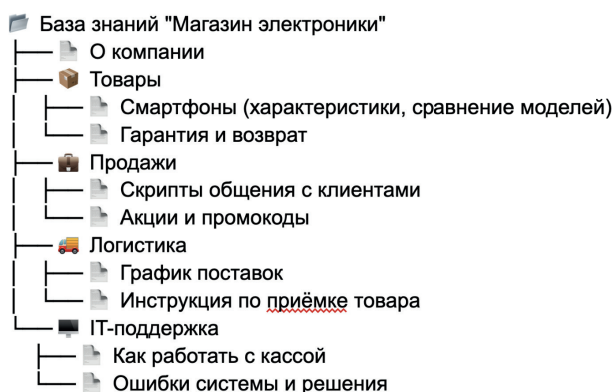 База знаний "Магазин электроники"
О компании
Товары
Смартфоны (характеристики, сравнение моделей)
Гарантия и возврат
Продажи
Скрипты общения с клиентами
Акции и промокоды
Логистика
График поставок
Инструкция по приёмке товара
IT-поддержка
Как работать с кассой
Ошибки системы и решения